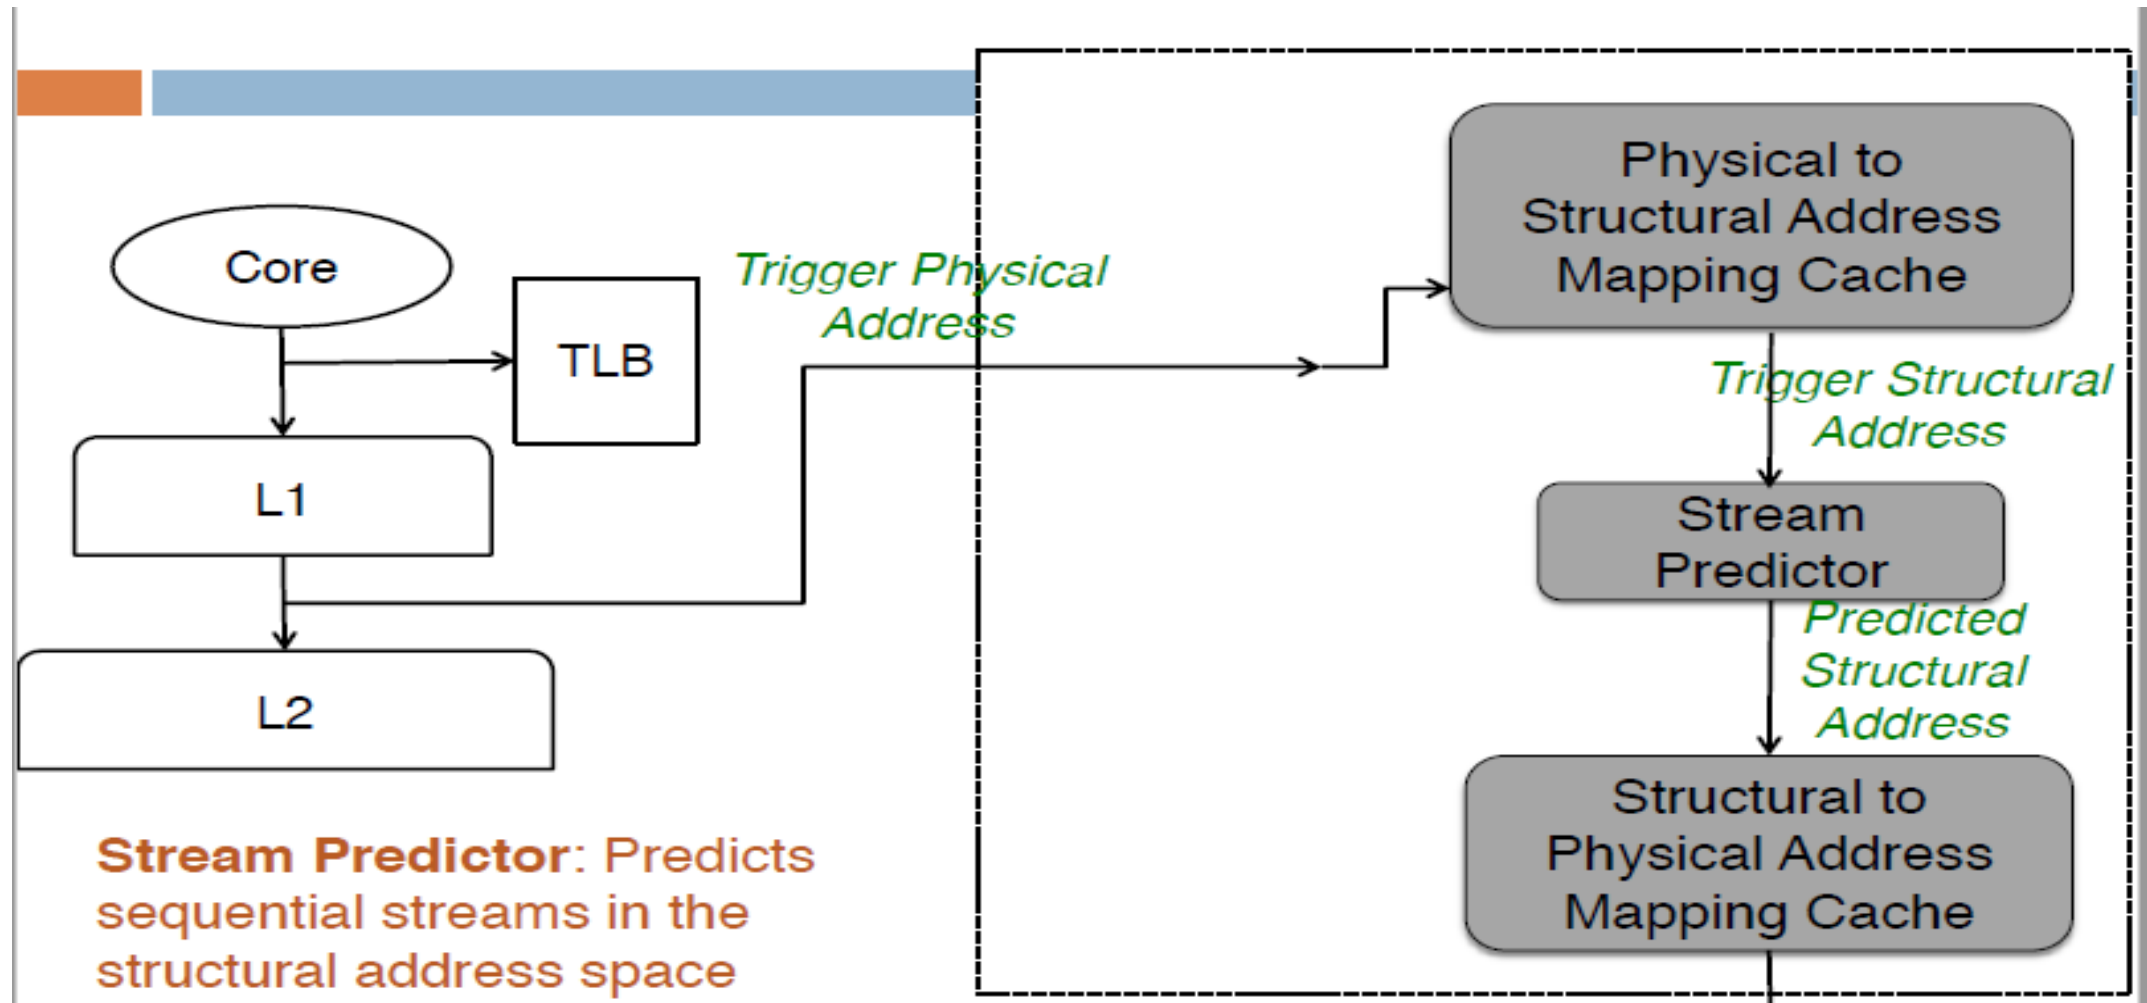 Core
TLB
L1
L2
Stream Predictor: Predicts
sequential streams in the
structural address space
Trigger Physical
Address
Physical to
Structural Address
Mapping Cache
Trigger Structural
Address
Stream
Predictor
Predicted
Structural
Address
Structural to
Physical Address
Mapping Cache